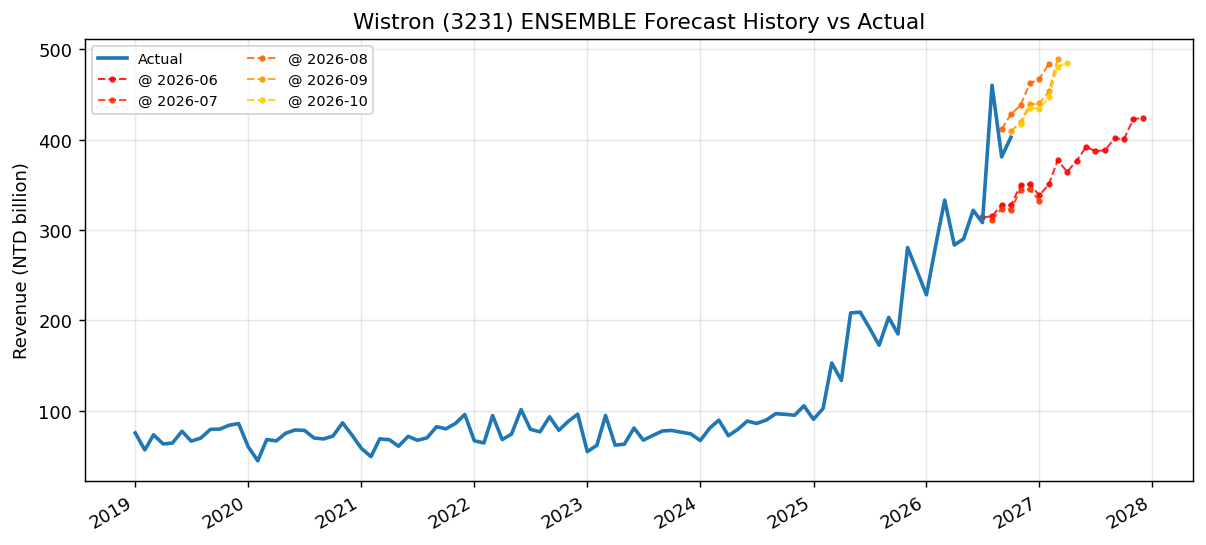 Wistron (3231) ENSEMBLE Forecast History vs Actual
Actual
@ 2026-06
@ 2026-07
@ 2026-08
@ 2026-09
@ 2026-10
Revenue (NTD billion)
500
400
300
200
100
2019 2020 2021 2022 2023 2024 2025 2026 2027 2028